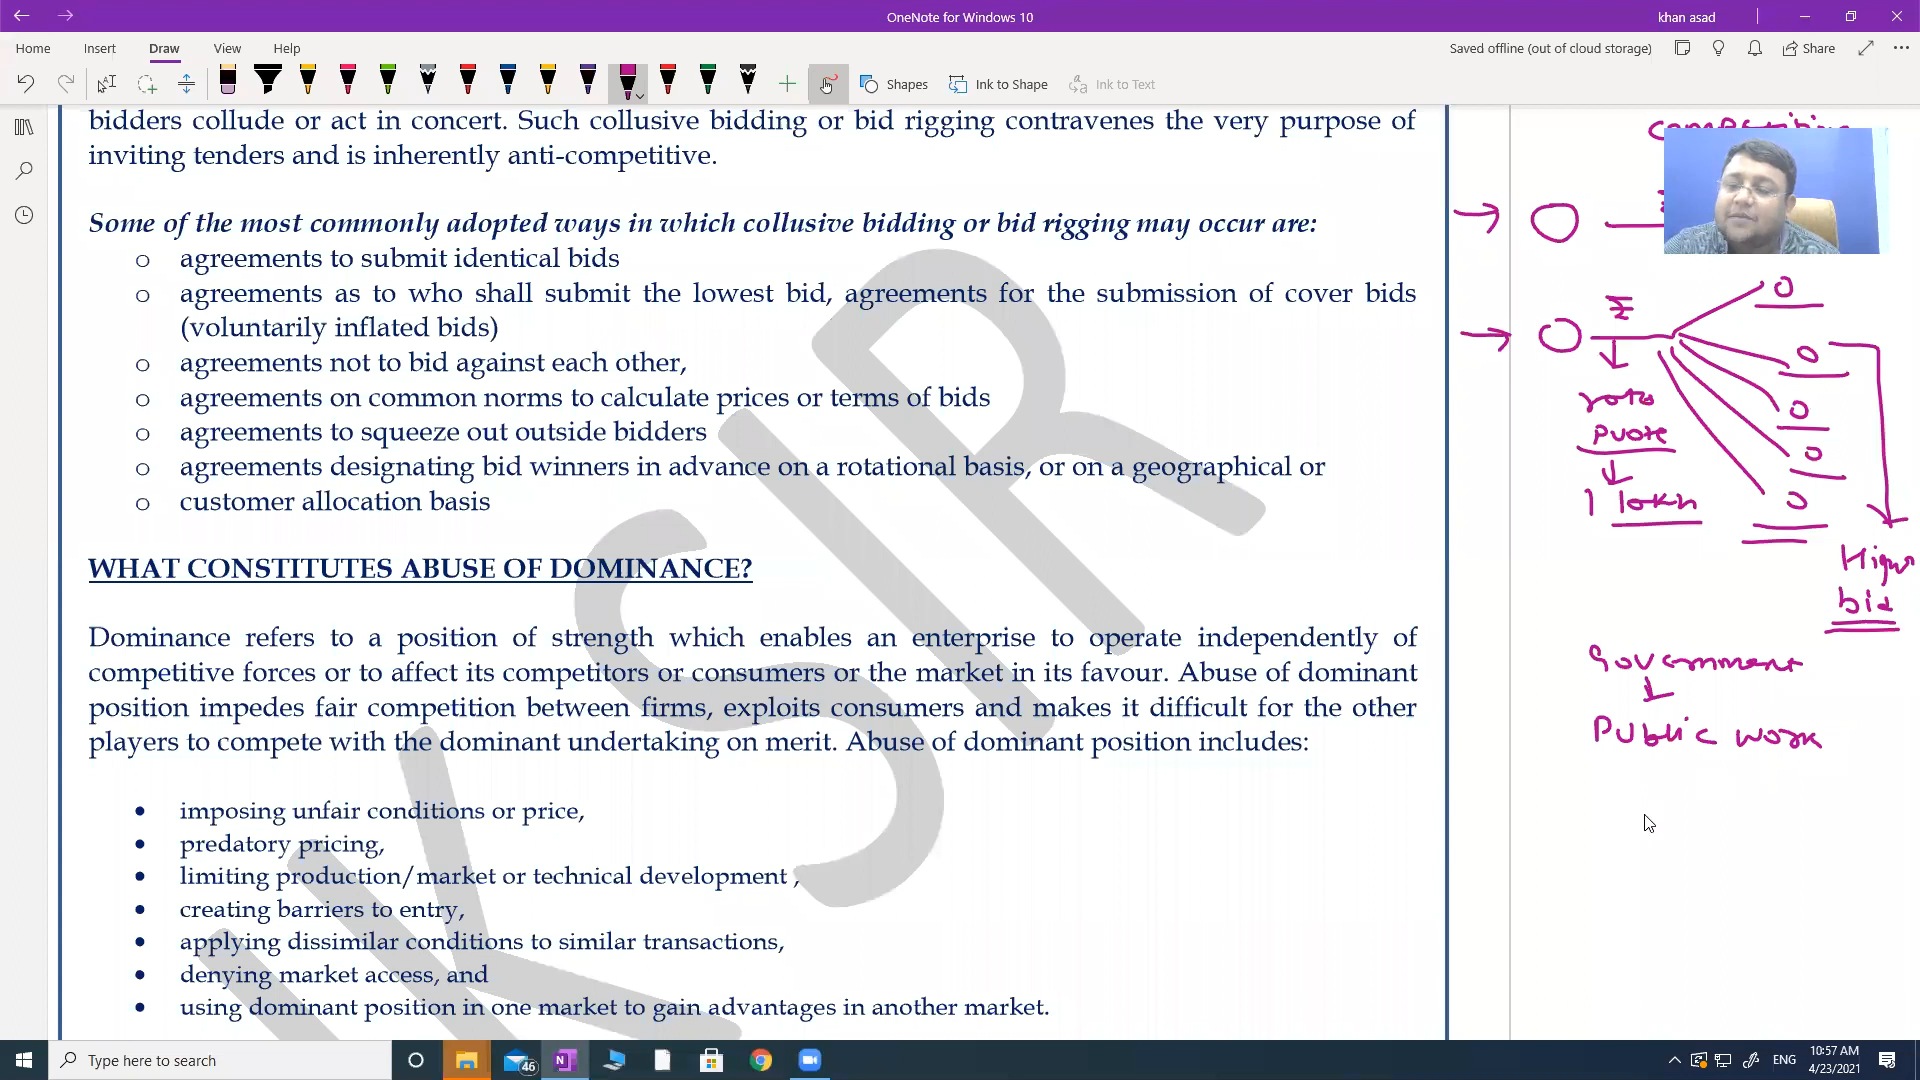 OneNote for Windows 10
khan asad
Home Insert Draw View Help
Saved offline (out of cloud storage)
Share
Shapes
Ink to Shape
Ink to Text
bidders collude or act in concert. Such collusive bidding or bid rigging contravenes the very purpose of
inviting tenders and is inherently anti-competitive.
Some of the most commonly adopted ways in which collusive bidding or bid rigging may occur are:
o agreements to submit identical bids
o agreements as to who shall submit the lowest bid, agreements for the submission of cover bids
(voluntarily inflated bids)
o agreements not to bid against each other,
o agreements on common norms to calculate prices or terms of bids
o agreements to squeeze out outside bidders
o agreements designating bid winners in advance on a rotational basis, or on a geographical or
o customer allocation basis
WHAT CONSTITUTES ABUSE OF DOMINANCE?
Dominance refers to a position of strength which enables an enterprise to operate independently of
competitive forces or to affect its competitors or consumers or the market in its favour. Abuse of dominant
position impedes fair competition between firms, exploits consumers and makes it difficult for the other
players to compete with the dominant undertaking on merit. Abuse of dominant position includes:
• imposing unfair conditions or price,
• predatory pricing,
• limiting production/market or technical development ,
• creating barriers to entry,
• applying dissimilar conditions to similar transactions,
• denying market access, and
• using dominant position in one market to gain advantages in another market.
K SIR
1
bid
Government
Public work
Type here to search
46
ENG
10:57 AM
4/23/2021